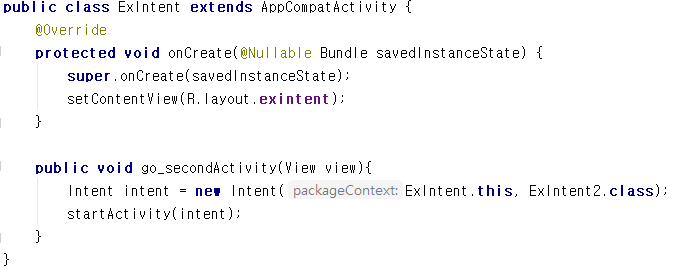 public class ExIntent extends AppCompatActivity {
@Override
protected void onCreate(@Nullable Bundle savedInstanceState) {
super.onCreate(savedInstanceState);
setContentView(R.layout.exintent);
}
public void go_secondActivity(View view){
Intent intent = new Intent( packageContext: ExIntent.this, ExIntent2.class);
startActivity(intent);
}
}